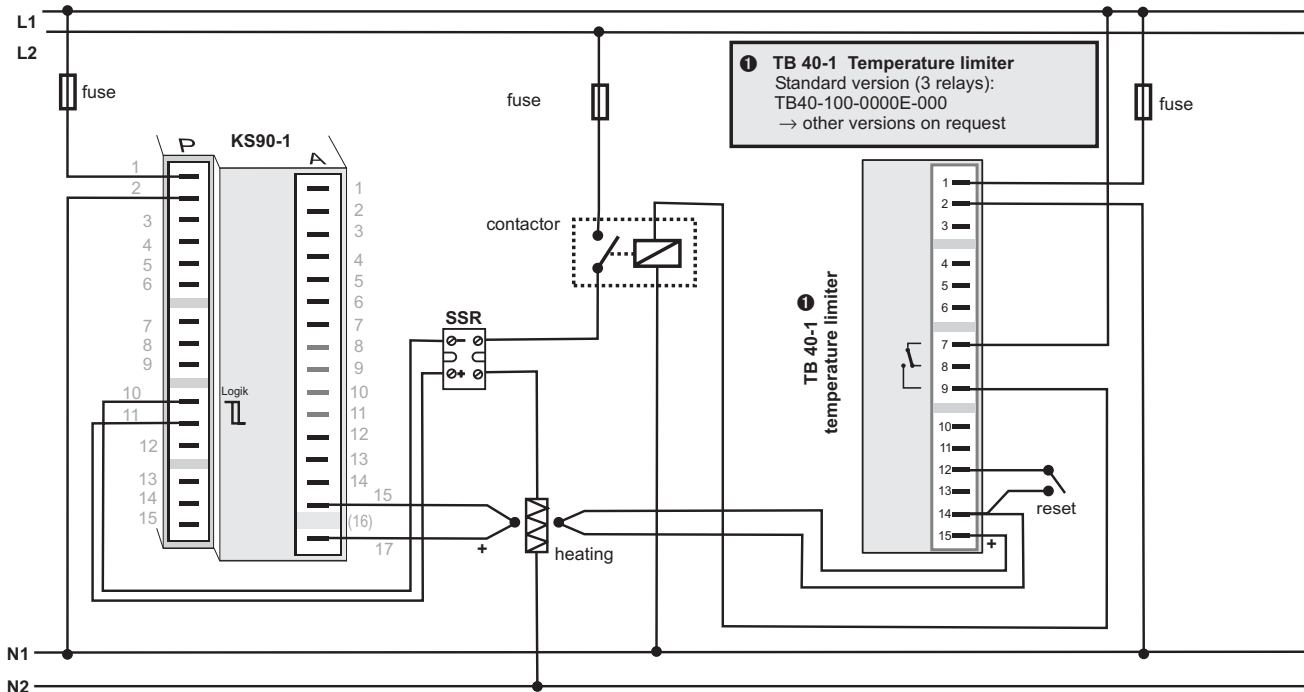 L1
L2
fuse
fuse
fuse
❶ TB 40-1 Temperature limiter
Standard version (3 relays):
TB40-100-0000E-000
→ other versions on request
KS90-1
P
A
1
2
3
4
5
6
7
8
9
10
11
12
13
14
15
Logik
1
2
3
4
5
6
7
8
9
10
11
12
13
14
15
(16)
17
contactor
SSR
-
+
+
heating
TB 40-1 ❶
temperature limiter
1
2
3
4
5
6
7
8
9
10
11
12
13
14
15
+
reset
N1
N2